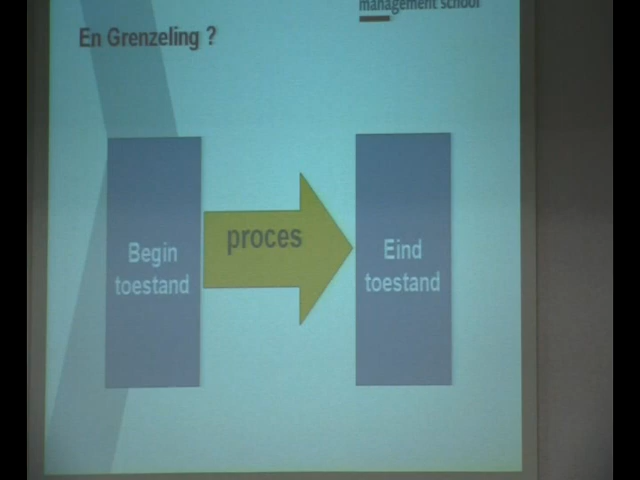 management school
En Grenzeling ?
Begin
toestand
proces
Eind
toestand